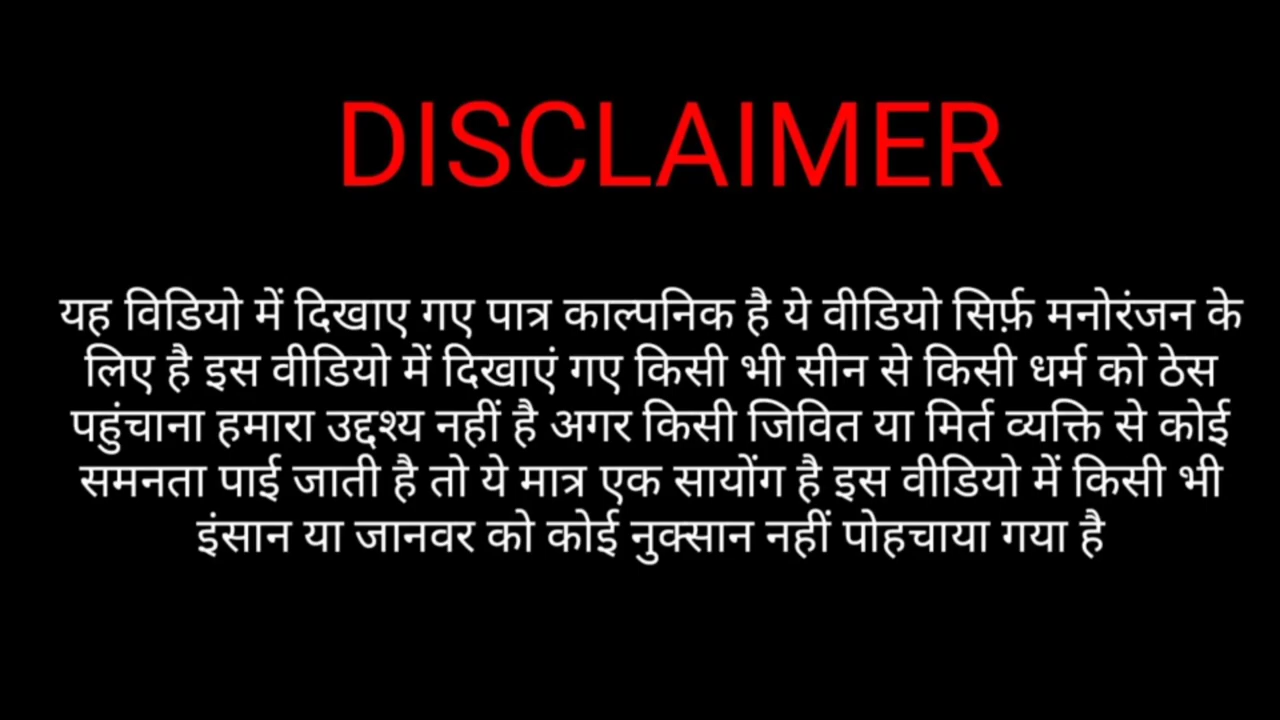 DISCLAIMER
यह विडियो में दिखाए गए पात्र काल्पनिक है ये वीडियो सिर्फ़ मनोरंजन के
लिए है इस वीडियो में दिखाएं गए किसी भी सीन से किसी धर्म को ठेस
पहुंचाना हमारा उद्दश्य नहीं है अगर किसी जिवित या मिर्त व्यक्ति से कोई
समनता पाई जाती है तो ये मात्र एक सायोंग है इस वीडियो में किसी भी
इंसान या जानवर को कोई नुक्सान नहीं पोहचाया गया है